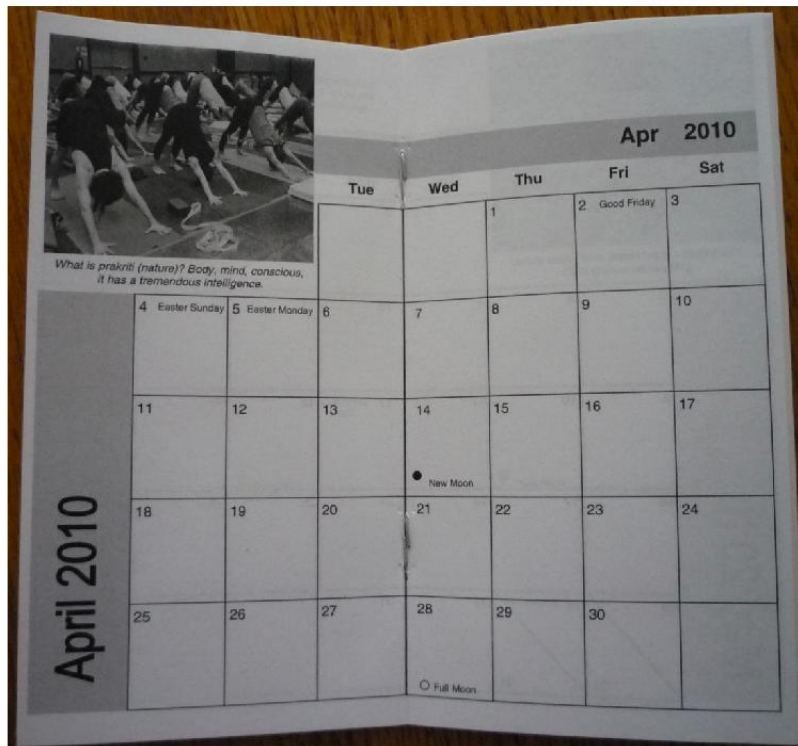 Apr 2010
Tue Wed Thu Fri Sat
1 2 Good Friday 3
What is prakriti (nature)? Body, mind, conscious,
it has a tremendous intelligence.
4 Easter Sunday 5 Easter Monday 6 7 8 9 10
11 12 13 14 15 16 17
New Moon
18 19 20 21 22 23 24
25 26 27 28 29 30
Full Moon
April 2010